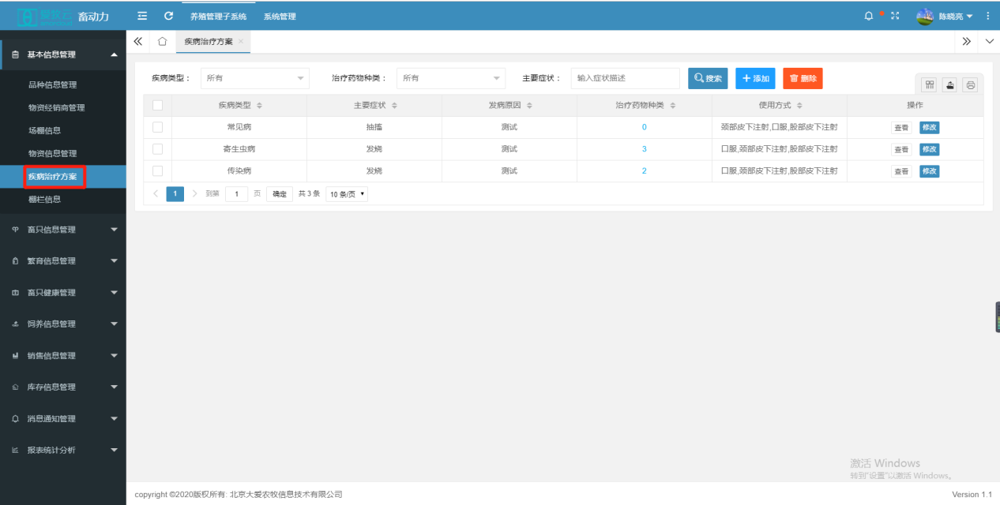 聚牧云 畜动力 养殖管理子系统 系统管理 陈晓亮
疾病治疗方案 ×
基本信息管理
品种信息管理
物资经销商管理
场棚信息
物资信息管理
疾病治疗方案
棚栏信息
畜只信息管理
繁育信息管理
畜只健康管理
饲养信息管理
销售信息管理
库存信息管理
消息通知管理
报表统计分析
疾病类型： 所有 治疗药物种类： 所有 主要症状： 输入症状描述 搜索 添加 删除
疾病类型 主要症状 发病原因 治疗药物种类 使用方式 操作
常见病 抽搐 测试 0 颈部皮下注射,口服,股部皮下注射 查看 修改
寄生虫病 发烧 测试 3 口服,颈部皮下注射,股部皮下注射 查看 修改
传染病 发烧 测试 2 口服,颈部皮下注射,股部皮下注射 查看 修改
1 到第 1 页 确定 共 3 条 10 条/页
激活 Windows
转到"设置"以激活 Windows。
copyright ©2020版权所有: 北京大爱农牧信息技术有限公司 Version 1.1